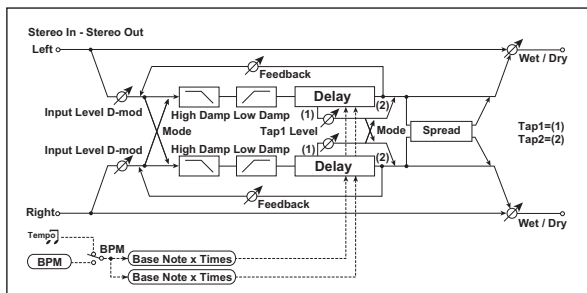 Stereo In - Stereo Out
Left
Wet / Dry
Feedback
Input Level D-mod
High Damp Low Damp
Delay
(1)
(2)
Mode
Tap1 Level
Mode
Spread
Tap1=(1)
Tap2=(2)
Input Level D-mod
High Damp Low Damp
(1)
Delay
(2)
Feedback
Right
Wet / Dry
Tempo
BPM
BPM
Base Note x Times
Base Note x Times